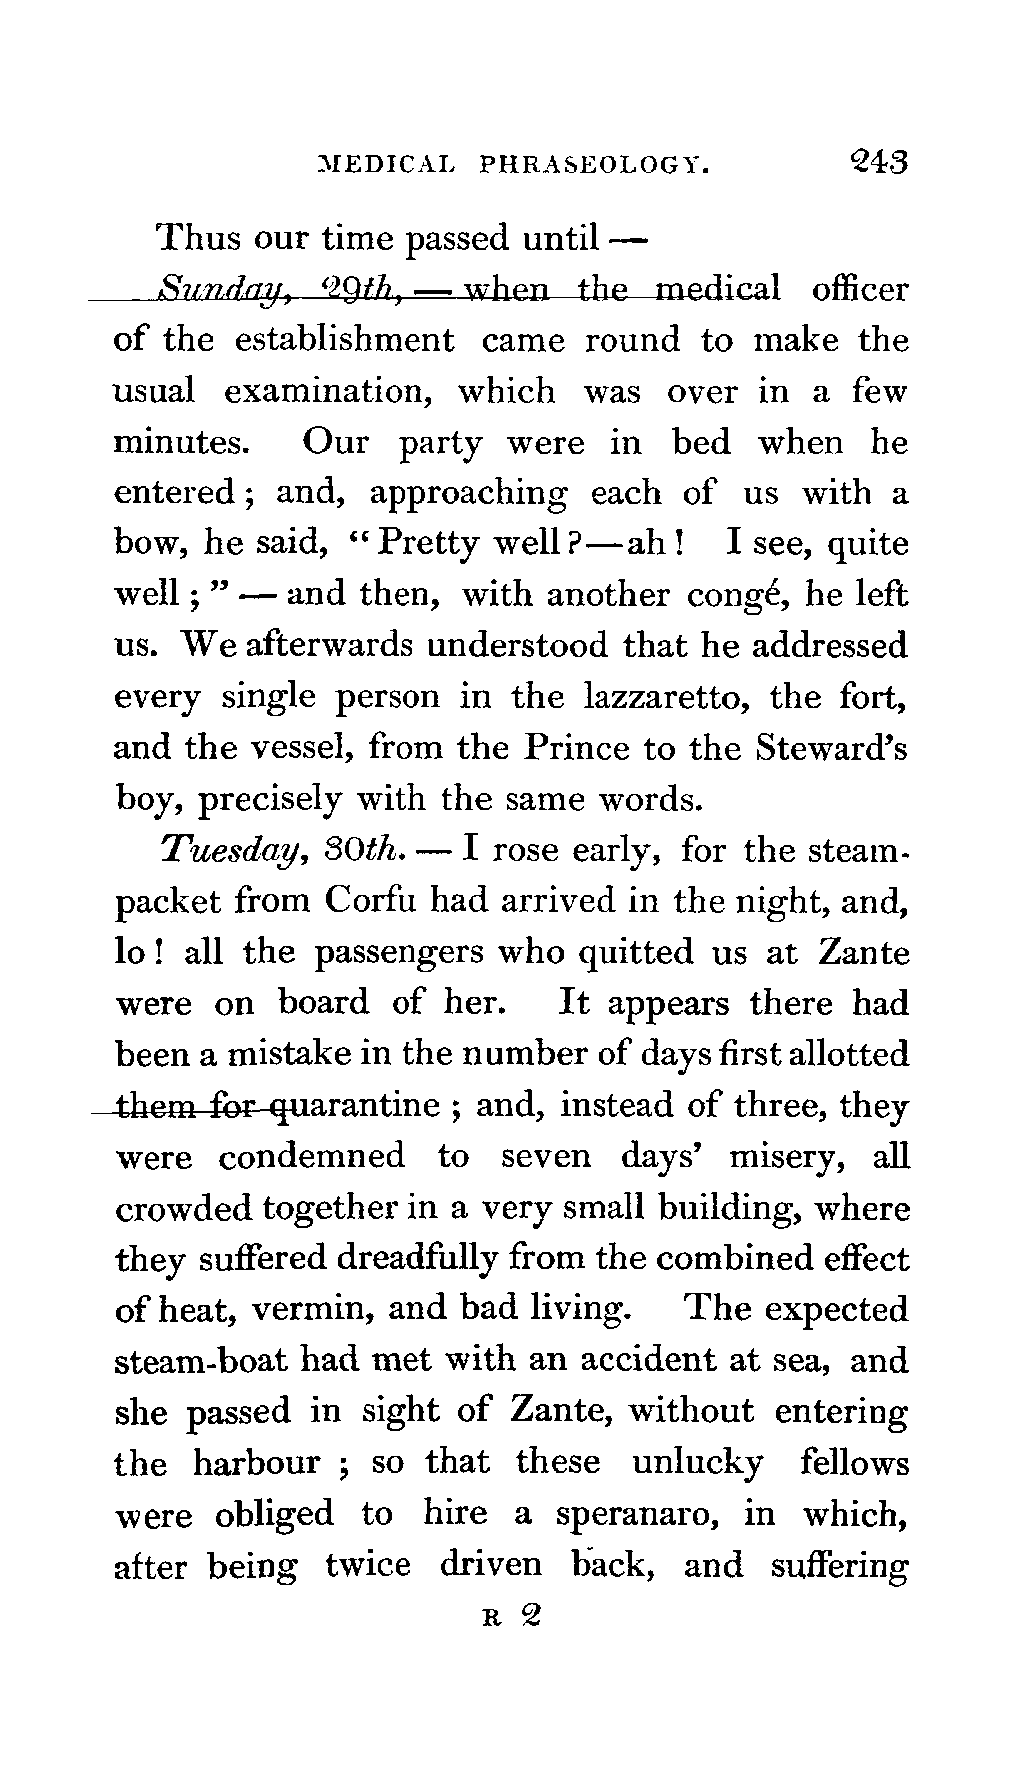 MEDICAL PHRASEOLOGY. 243
Thus our time passed until —
Sunday, 29th, — when the medical officer
of the establishment came round to make the
usual examination, which was over in a few
minutes. Our party were in bed when he
entered ; and, approaching each of us with a
bow, he said, “ Pretty well ?—ah ! I see, quite
well ; ” — and then, with another congé, he left
us. We afterwards understood that he addressed
every single person in the lazzaretto, the fort,
and the vessel, from the Prince to the Steward's
boy, precisely with the same words.
Tuesday, 30th. — I rose early, for the steam-
packet from Corfu had arrived in the night, and,
lo ! all the passengers who quitted us at Zante
were on board of her. It appears there had
been a mistake in the number of days first allotted
them for quarantine ; and, instead of three, they
were condemned to seven days' misery, all
crowded together in a very small building, where
they suffered dreadfully from the combined effect
of heat, vermin, and bad living. The expected
steam-boat had met with an accident at sea, and
she passed in sight of Zante, without entering
the harbour ; so that these unlucky fellows
were obliged to hire a speranaro, in which,
after being twice driven back, and suffering
R 2